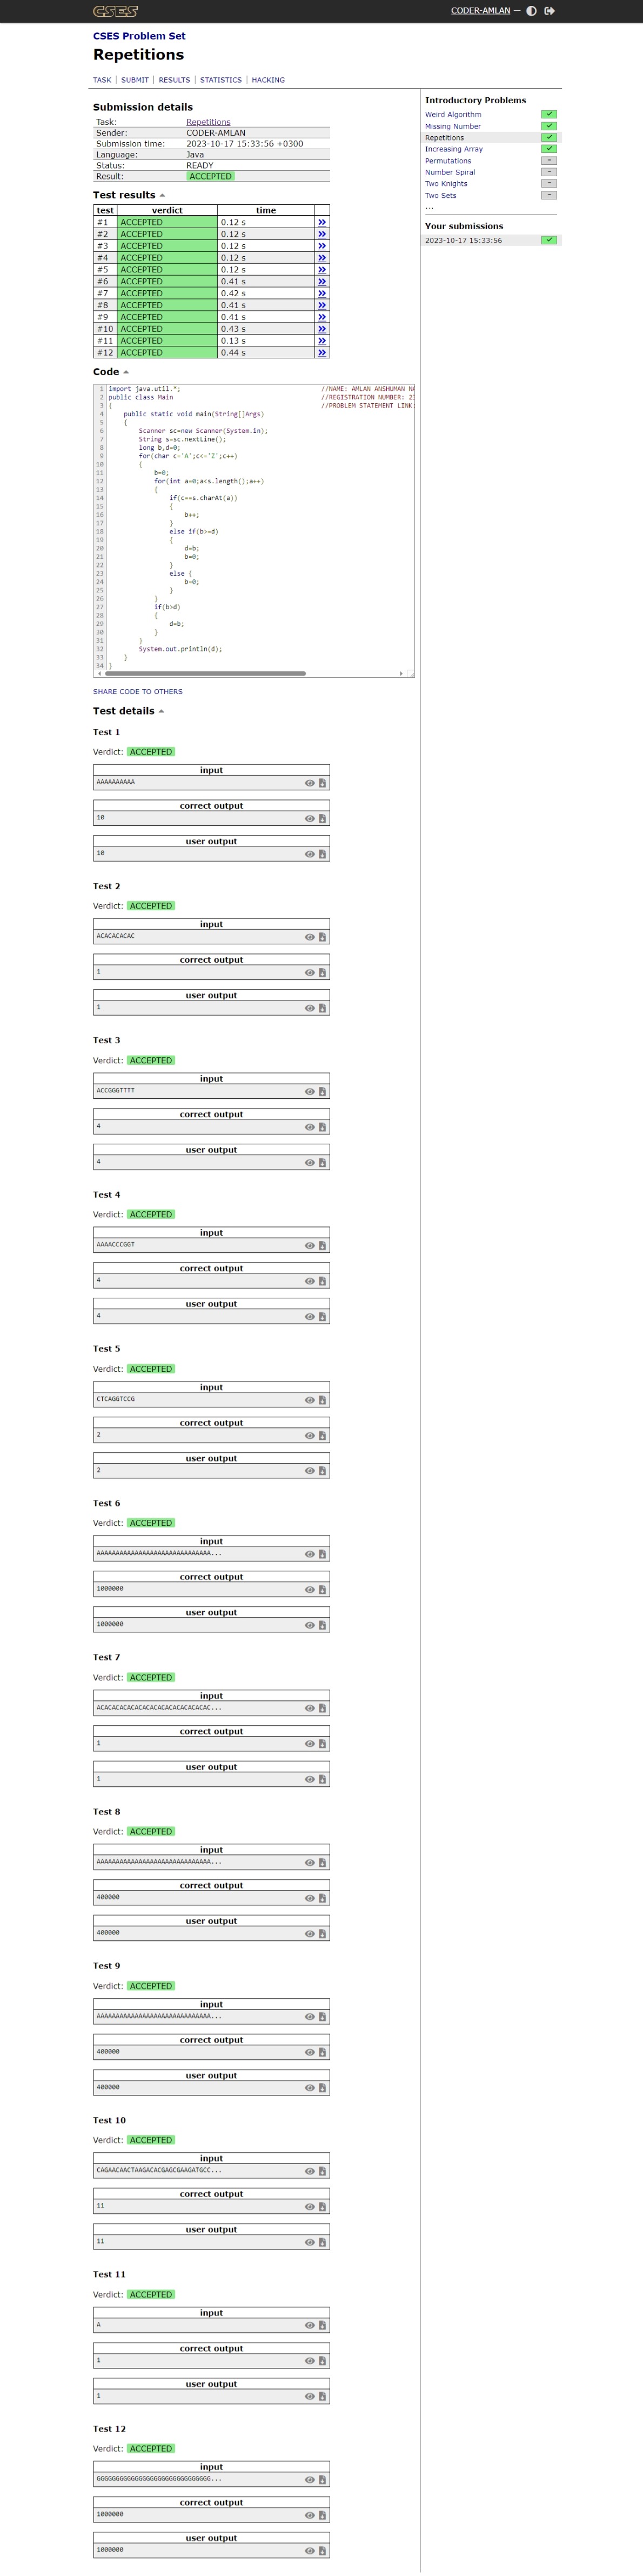 CSES
CODER-AMLAN —
CSES Problem Set
Repetitions
TASK | SUBMIT | RESULTS | STATISTICS | HACKING
Submission details
Task: Repetitions
Sender: CODER-AMLAN
Submission time: 2023-10-17 15:33:56 +0300
Language: Java
Status: READY
Result: ACCEPTED
Test results
test verdict time
#1 ACCEPTED 0.12 s >>
#2 ACCEPTED 0.12 s >>
#3 ACCEPTED 0.12 s >>
#4 ACCEPTED 0.12 s >>
#5 ACCEPTED 0.12 s >>
#6 ACCEPTED 0.41 s >>
#7 ACCEPTED 0.42 s >>
#8 ACCEPTED 0.41 s >>
#9 ACCEPTED 0.41 s >>
#10 ACCEPTED 0.43 s >>
#11 ACCEPTED 0.13 s >>
#12 ACCEPTED 0.44 s >>
Code
1 import java.util.*; //NAME: AMLAN ANSHUMAN
2 public class Main //REGISTRATION NUMBER:
3 { //PROBLEM STATEMENT LINK:
4 public static void main(String[]Args)
5 {
6 Scanner sc=new Scanner(System.in);
7 String s=sc.nextLine();
8 long b,d=0;
9 for(char c='A';c<='Z';c++)
10 {
11 b=0;
12 for(int a=0;a<s.length();a++)
13 {
14 if(c==s.charAt(a))
15 {
16 b++;
17 }
18 else if(b>=d)
19 {
20 d=b;
21 b=0;
22 }
23 else {
24 b=0;
25 }
26 }
27 if(b>d)
28 {
29 d=b;
30 }
31 }
32 System.out.println(d);
33 }
34 }
SHARE CODE TO OTHERS
Test details
Test 1
Verdict: ACCEPTED
input
AAAAAAAAAA
correct output
10
user output
10
Test 2
Verdict: ACCEPTED
input
ACACACACAC
correct output
1
user output
1
Test 3
Verdict: ACCEPTED
input
ACCGGGTTTT
correct output
4
user output
4
Test 4
Verdict: ACCEPTED
input
AAAACCCGGT
correct output
4
user output
4
Test 5
Verdict: ACCEPTED
input
CTCAGGTCCG
correct output
2
user output
2
Test 6
Verdict: ACCEPTED
input
AAAAAAAAAAAAAAAAAAAAAAAAAAAAAA...
correct output
1000000
user output
1000000
Test 7
Verdict: ACCEPTED
input
ACACACACACACACACACACACACACACAC...
correct output
1
user output
1
Test 8
Verdict: ACCEPTED
input
AAAAAAAAAAAAAAAAAAAAAAAAAAAAAA...
correct output
400000
user output
400000
Test 9
Verdict: ACCEPTED
input
AAAAAAAAAAAAAAAAAAAAAAAAAAAAAA...
correct output
400000
user output
400000
Test 10
Verdict: ACCEPTED
input
CAGAACAACTAAGACACGAGCGAAGATGCC...
correct output
11
user output
11
Test 11
Verdict: ACCEPTED
input
A
correct output
1
user output
1
Test 12
Verdict: ACCEPTED
input
GGGGGGGGGGGGGGGGGGGGGGGGGGGGGG...
correct output
1000000
user output
1000000
Introductory Problems
Weird Algorithm
Missing Number
Repetitions
Increasing Array
Permutations –
Number Spiral –
Two Knights –
Two Sets –
...
Your submissions
2023-10-17 15:33:56